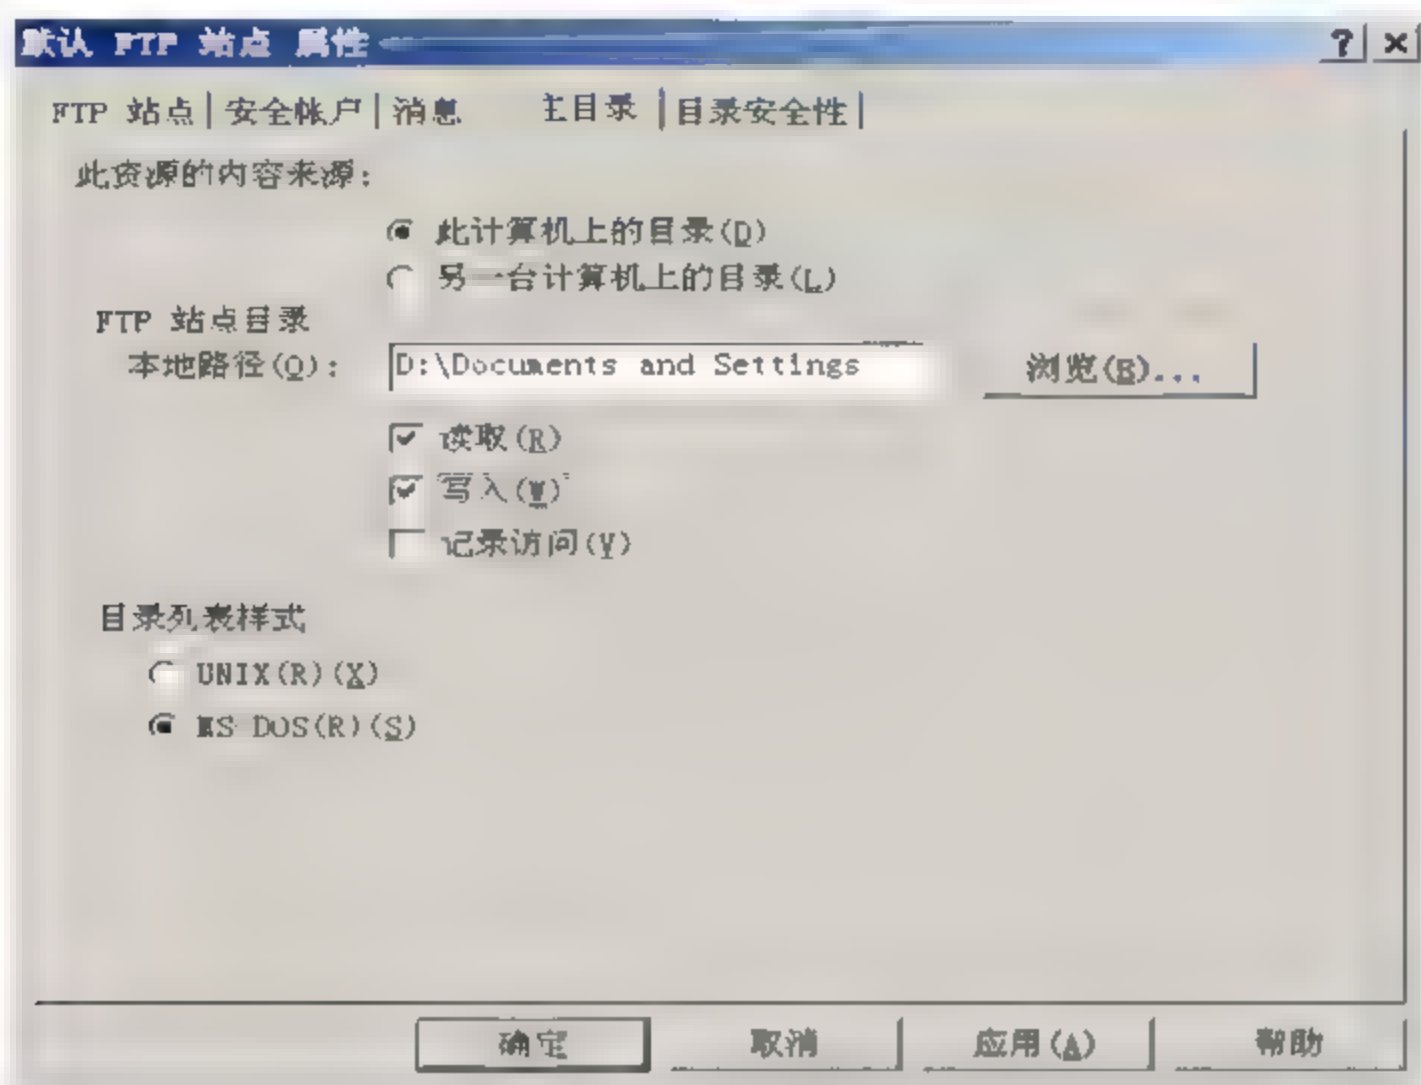 默认 FTP 站点 属性 ? ×
FTP 站点 安全帐户 消息 主目录 目录安全性
此资源的内容来源:
此计算机上的目录(D)
另一台计算机上的目录(L)
FTP 站点目录
本地路径(O): D:\Documents and Settings 浏览(B)...
读取(R)
写入(W)
记录访问(V)
目录列表样式
UNIX(R)(X)
MS DOS(R)(S)
确定 取消 应用(A) 帮助